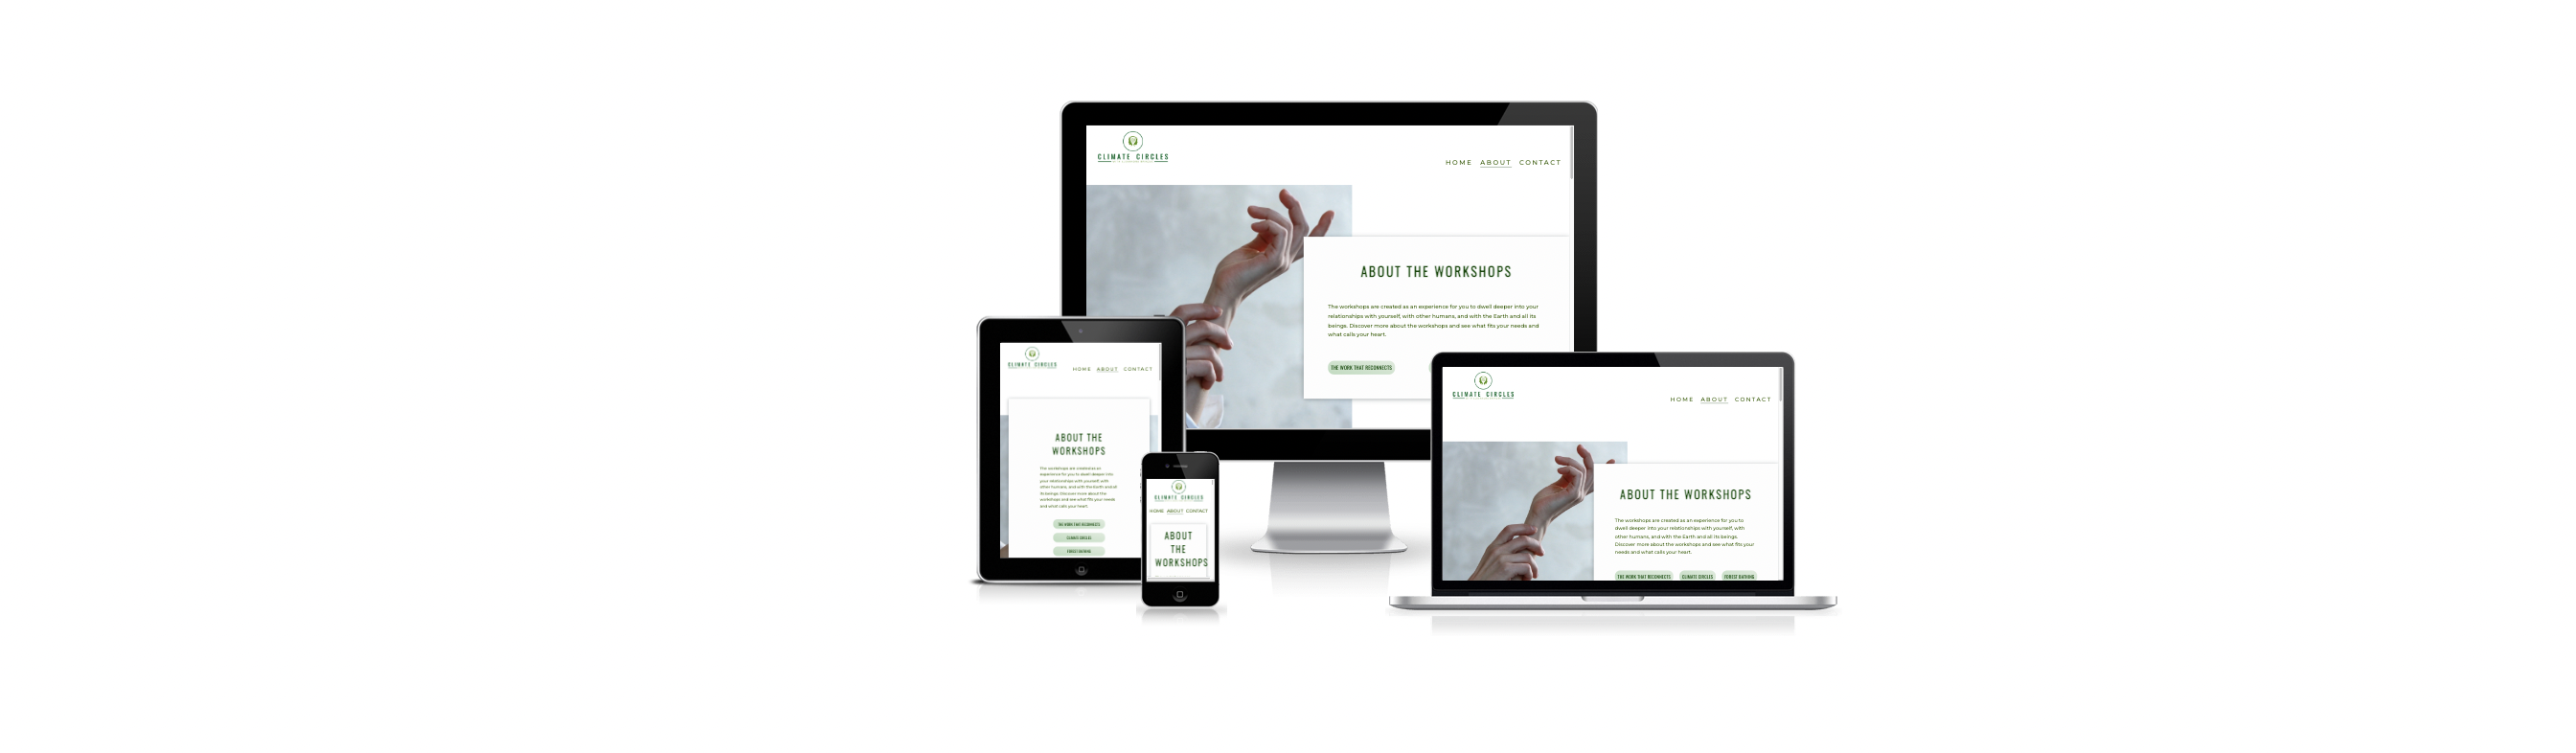 CLIMATE CIRCLES
HOME ABOUT CONTACT
ABOUT THE WORKSHOPS
The workshops are created as an experience for you to dwell deeper into your
relationships with yourself, with other humans, and with the Earth and all its
beings. Discover more about the workshops and see what fits your needs and
what calls your heart.
THE WORK THAT RECONNECTS
CLIMATE CIRCLES
HOME ABOUT CONTACT
ABOUT THE
WORKSHOPS
The workshops are created as an
experience for you to dwell deeper into
your relationships with yourself, with
other humans, and with the Earth and all
its beings. Discover more about the
workshops and see what fits your needs
and what calls your heart.
THE WORK THAT RECONNECTS
CLIMATE CIRCLES
FOREST BATHING
CLIMATE CIRCLES
HOME ABOUT CONTACT
ABOUT
THE
WORKSHOPS
CLIMATE CIRCLES
HOME ABOUT CONTACT
ABOUT THE WORKSHOPS
The workshops are created as an experience for you to
dwell deeper into your relationships with yourself, with
other humans, and with the Earth and all its beings.
Discover more about the workshops and see what fits your
needs and what calls your heart.
THE WORK THAT RECONNECTS CLIMATE CIRCLES FOREST BATHING